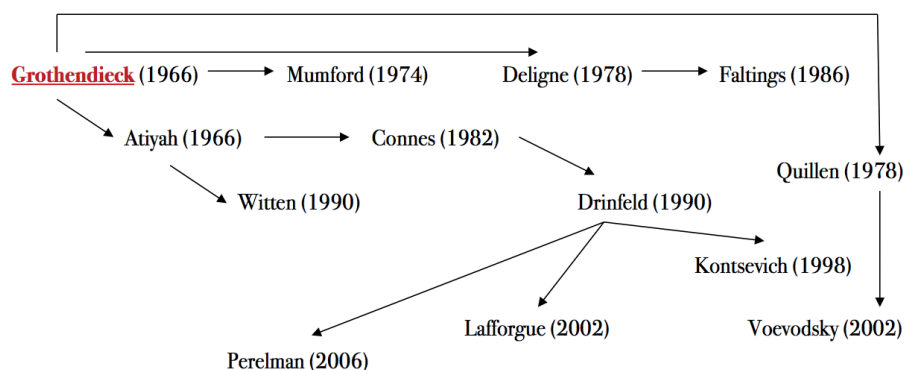 Grothendieck (1966) Mumford (1974) Deligne (1978) Faltings (1986)
Atiyah (1966) Connes (1982)
Quillen (1978)
Witten (1990) Drinfeld (1990)
Kontsevich (1998)
Lafforgue (2002) Voevodsky (2002)
Perelman (2006)